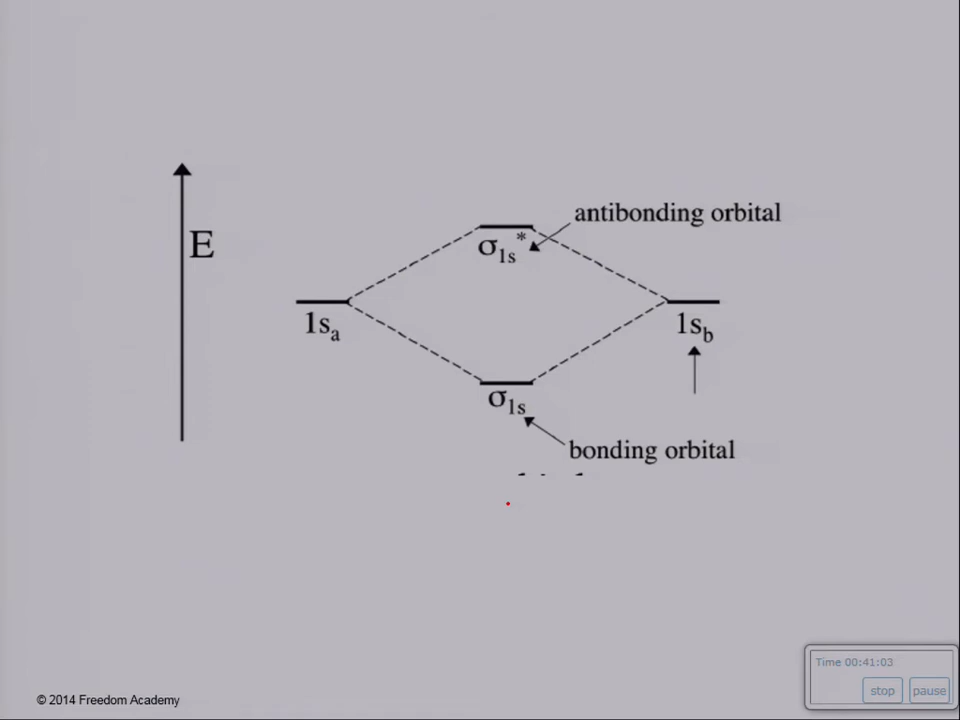 antibonding orbital
E
σ1s*
1sa
1sb
σ1s
bonding orbital
Time 00:41:03
stop
pause
© 2014 Freedom Academy